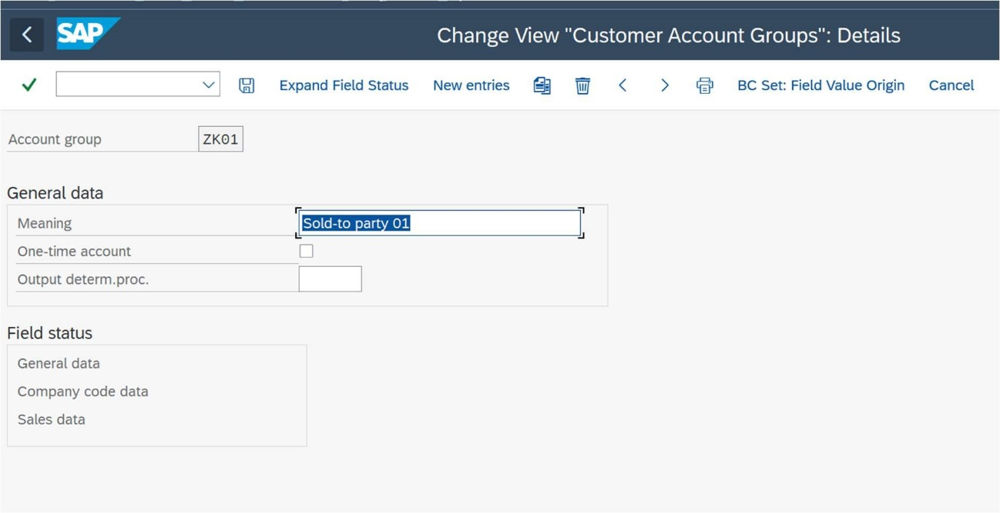 SAP Change View "Customer Account Groups": Details
Expand Field Status New entries BC Set: Field Value Origin Cancel
Account group ZK01
General data
Meaning Sold-to party 01
One-time account
Output determ.proc.
Field status
General data
Company code data
Sales data